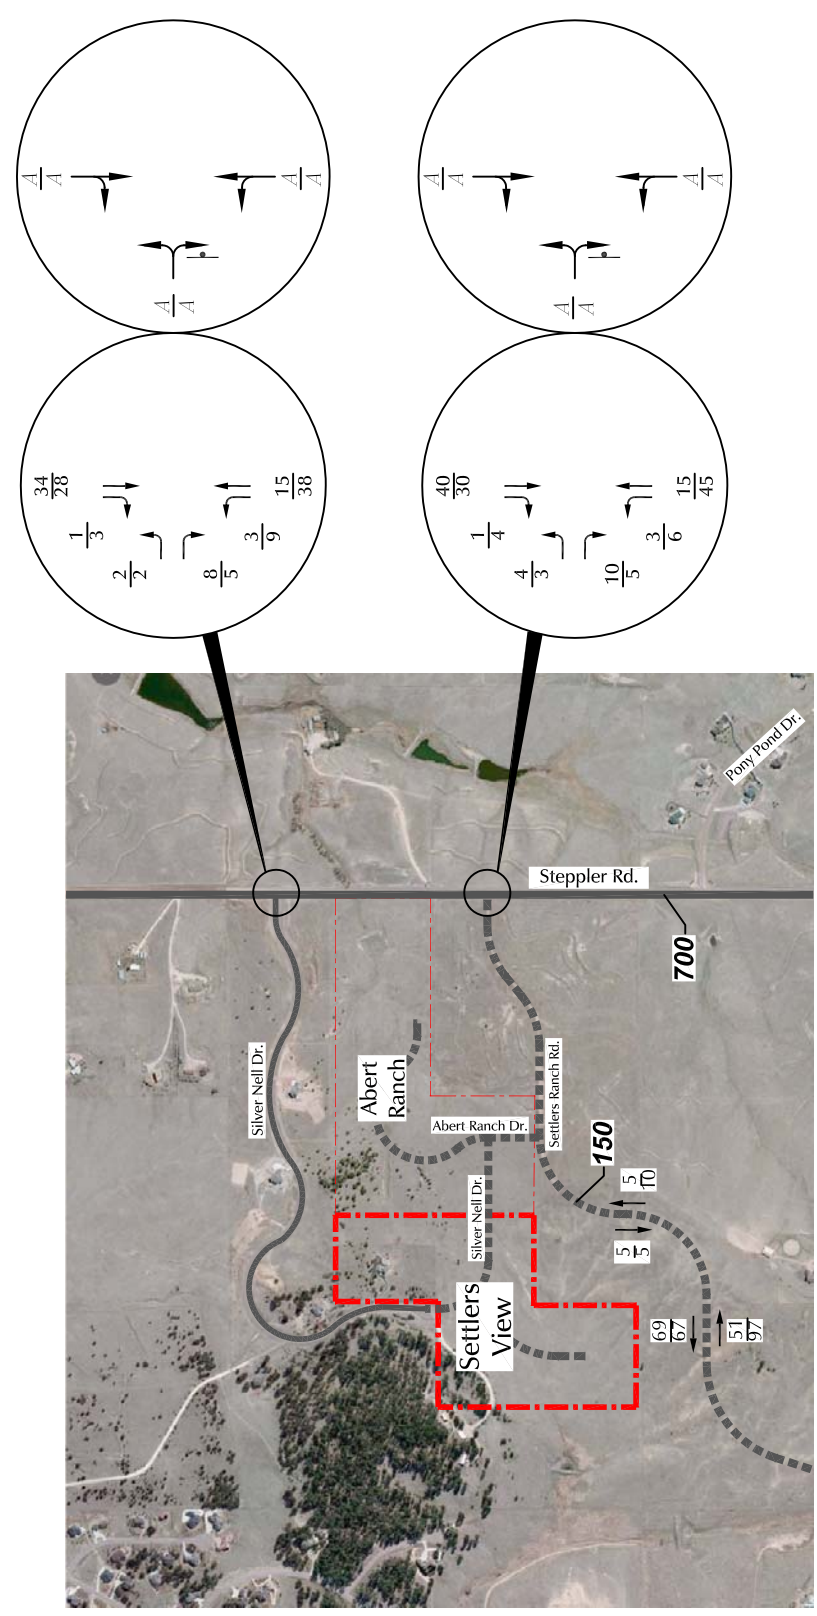 A
A
A
A
A
A
A
A
A
A
A
A
34
28
15
38
1
3
3
9
2
2
8
5
40
30
15
45
1
4
3
6
4
3
10
5
Pony Pond Dr.
Steppler Rd.
700
Silver Nell Dr.
Abert
Ranch
Settlers Ranch Rd.
Abert Ranch Dr.
150
5
10
Silver Nell Dr.
5
5
Settlers
View
69
67
51
97